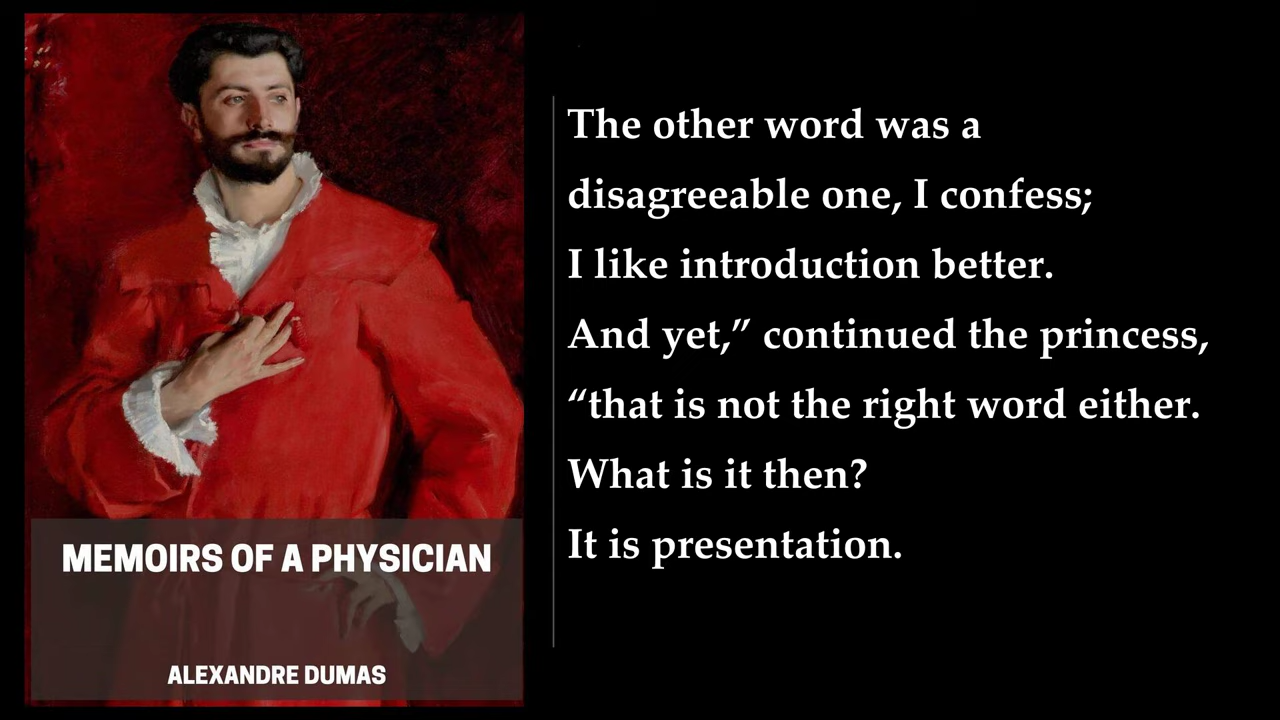 MEMOIRS OF A PHYSICIAN
ALEXANDRE DUMAS
The other word was a
disagreeable one, I confess;
I like introduction better.
And yet,” continued the princess,
“that is not the right word either.
What is it then?
It is presentation.